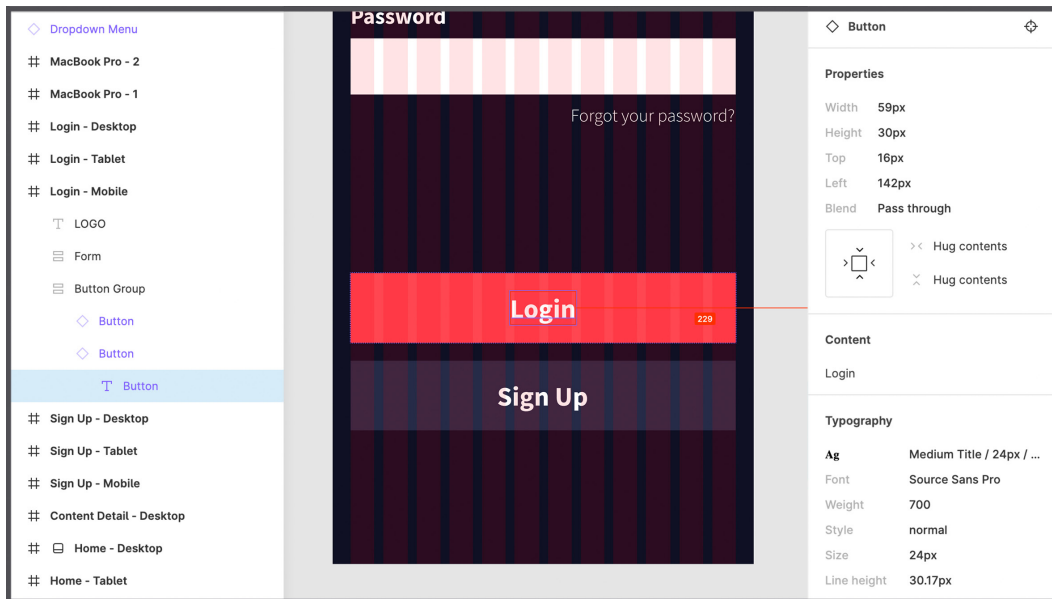 Dropdown Menu
MacBook Pro - 2
MacBook Pro - 1
Login - Desktop
Login - Tablet
Login - Mobile
LOGO
Form
Button Group
Button
Button
Button
Sign Up - Desktop
Sign Up - Tablet
Sign Up - Mobile
Content Detail - Desktop
Home - Desktop
Home - Tablet
Password
Forgot your password?
Login
229
Sign Up
Button
Properties
Width 59px
Height 30px
Top 16px
Left 142px
Blend Pass through
Hug contents
Hug contents
Content
Login
Typography
Ag Medium Title / 24px / ...
Font Source Sans Pro
Weight 700
Style normal
Size 24px
Line height 30.17px